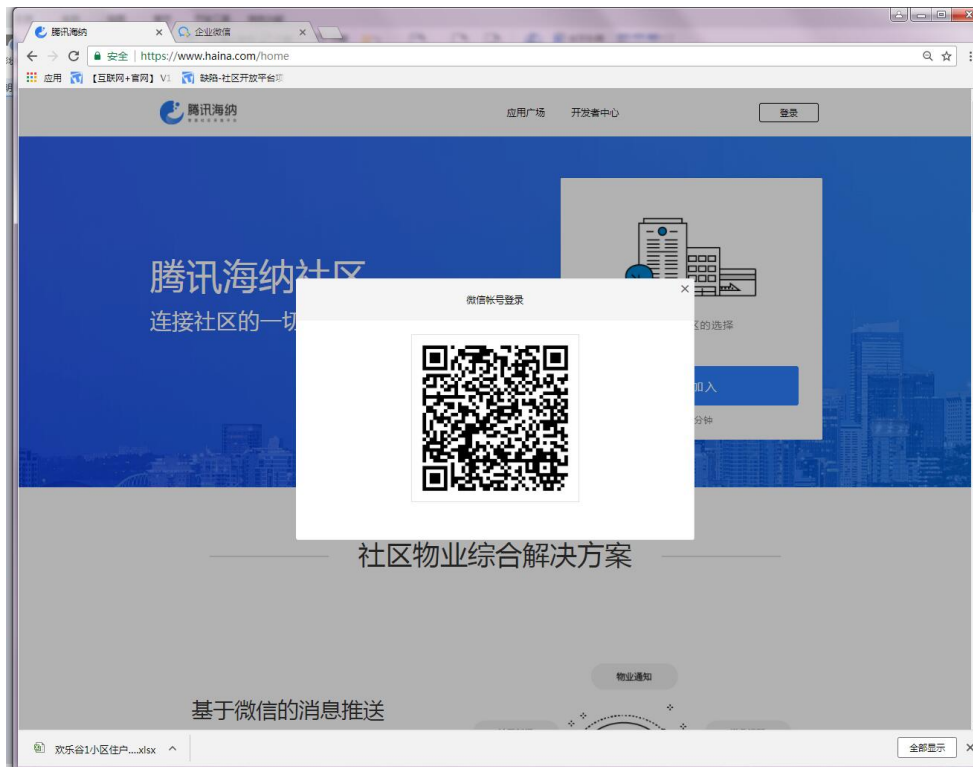 腾讯海纳
企业微信
安全 | https://www.haina.com/home
应用 【互联网+官网】V1 缺陷-社区开放平台项
腾讯海纳 应用广场 开发者中心 登录
腾讯海纳社区
连接社区的一切
区的选择
加入
分钟
微信帐号登录
社区物业综合解决方案
物业通知
基于微信的消息推送
欢乐谷1小区住户....xlsx
全部显示